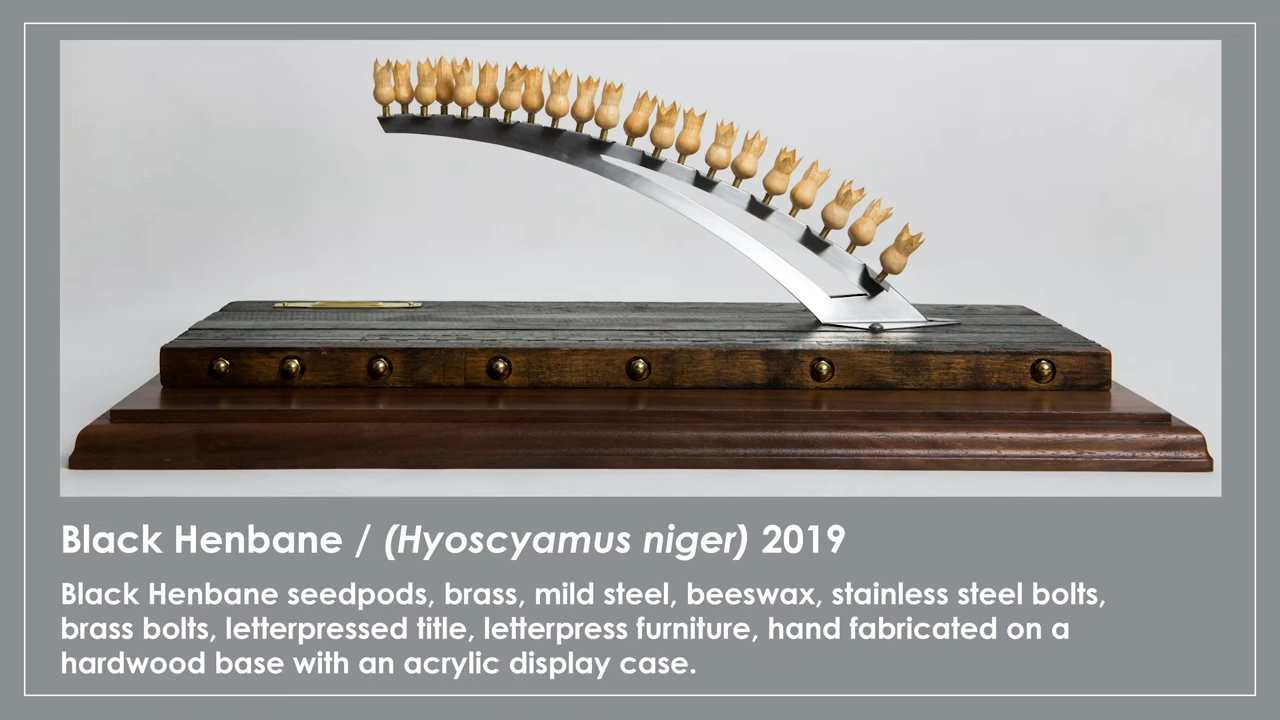 Black Henbane / (Hyoscyamus niger) 2019
Black Henbane seedpods, brass, mild steel, beeswax, stainless steel bolts,
brass bolts, letterpressed title, letterpress furniture, hand fabricated on a
hardwood base with an acrylic display case.